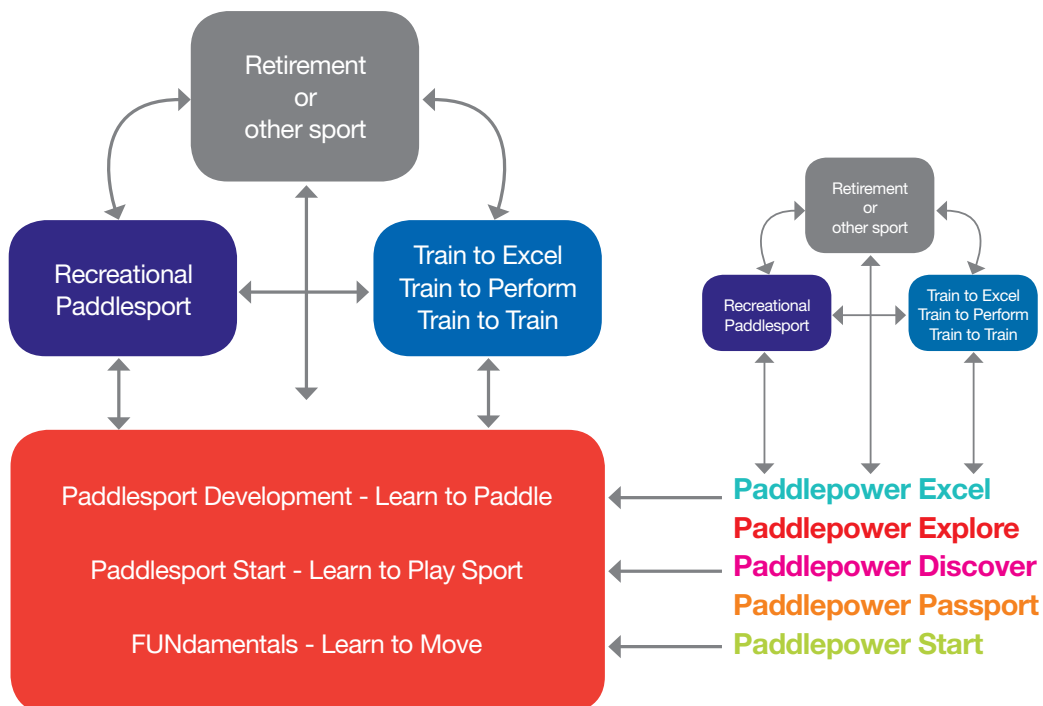 Retirement
or
other sport
Recreational
Paddlesport
Train to Excel
Train to Perform
Train to Train
Paddlesport Development - Learn to Paddle
Paddlesport Start - Learn to Play Sport
FUNdamentals - Learn to Move
Retirement
or
other sport
Recreational
Paddlesport
Train to Excel
Train to Perform
Train to Train
Paddlepower Excel
Paddlepower Explore
Paddlepower Discover
Paddlepower Passport
Paddlepower Start